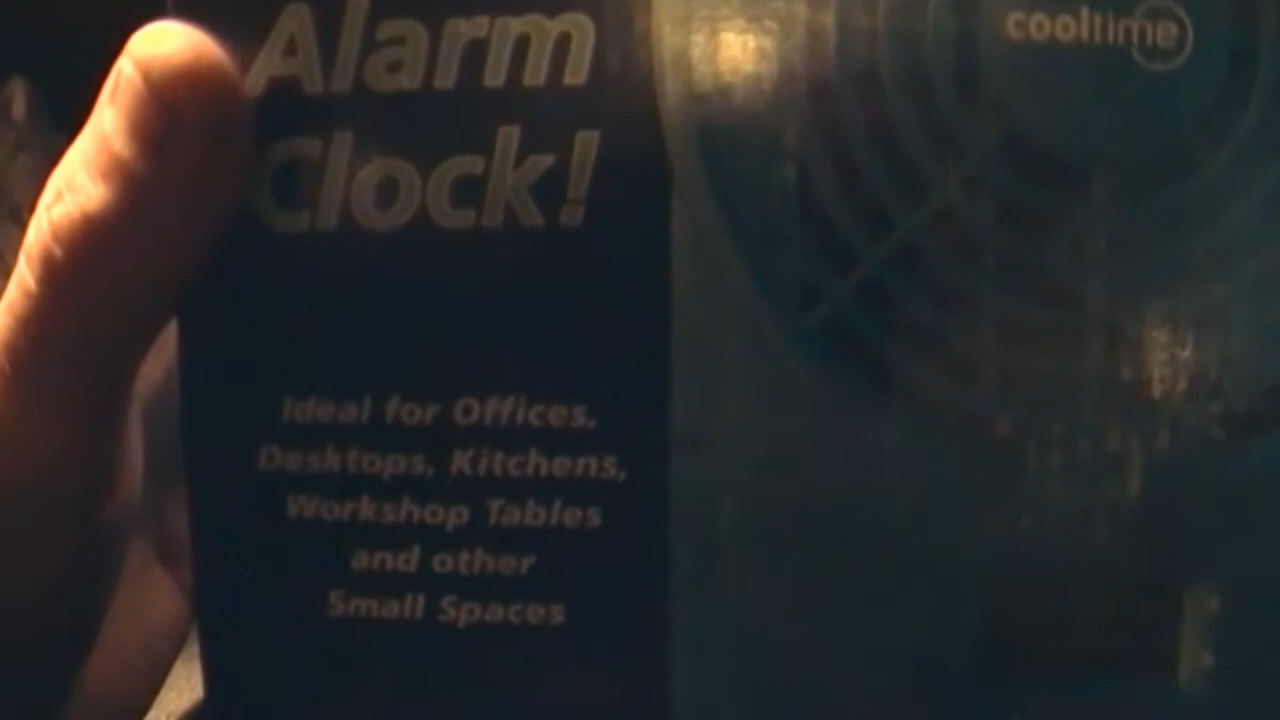 Alarm
Clock!
Ideal for Offices,
Desktops, Kitchens,
Workshop Tables
and other
Small Spaces
cooltime